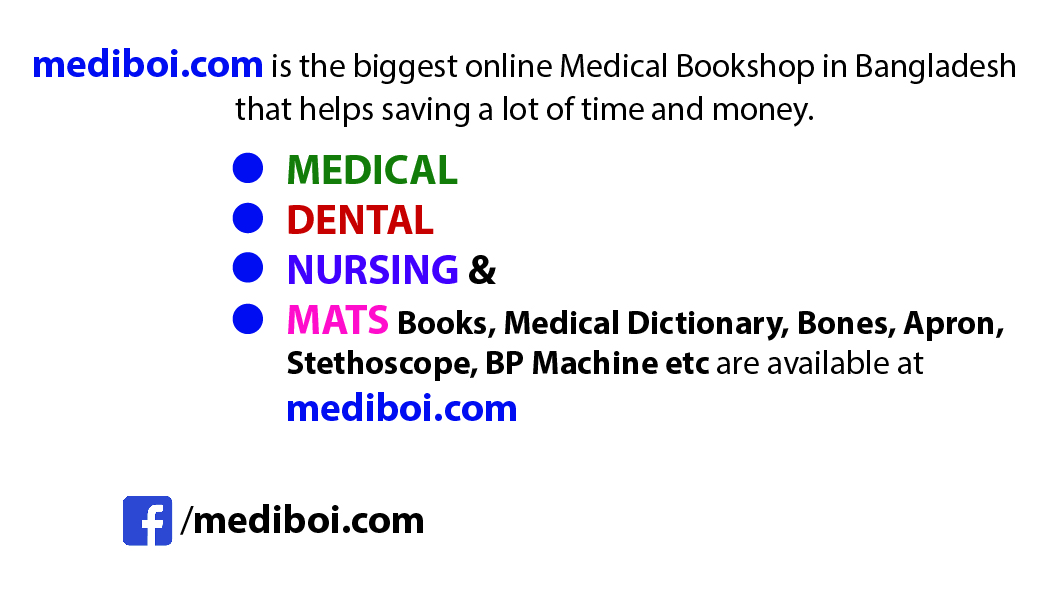 mediboi.com is the biggest online Medical Bookshop in Bangladesh
that helps saving a lot of time and money.
● MEDICAL
● DENTAL
● NURSING &
● MATS Books, Medical Dictionary, Bones, Apron,
Stethoscope, BP Machine etc are available at
mediboi.com
f /mediboi.com